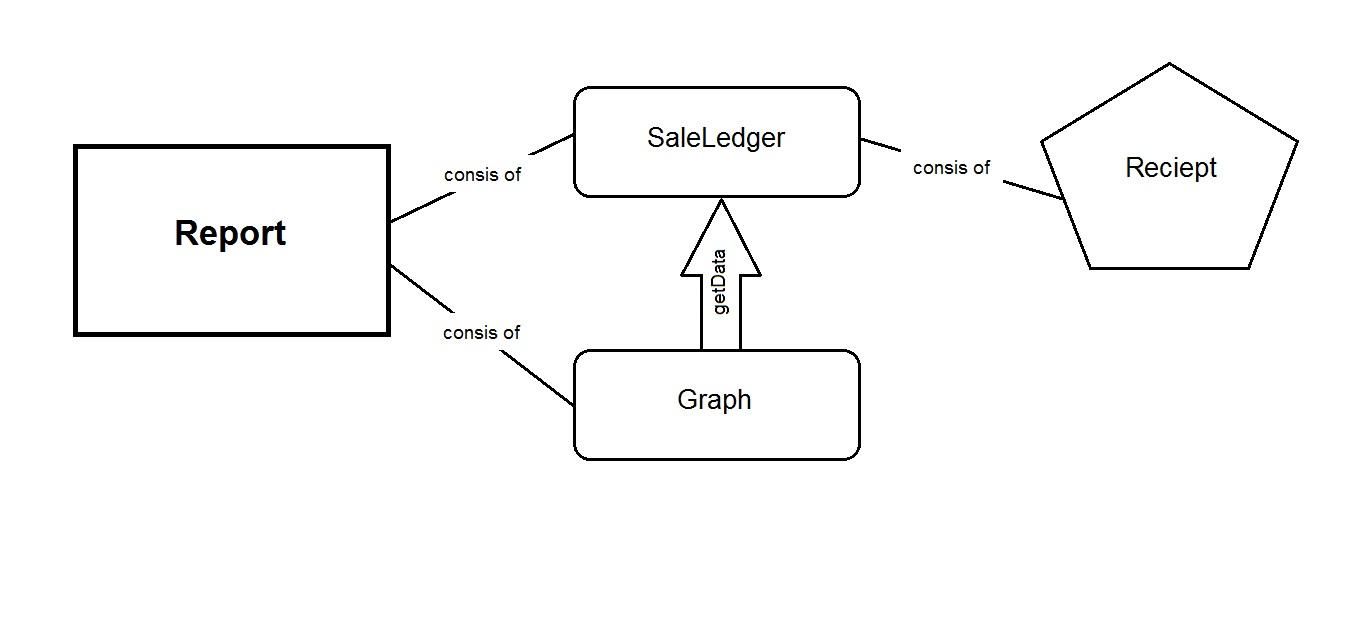 SaleLedger
consis of
consis of
Reciept
Report
getData
consis of
Graph